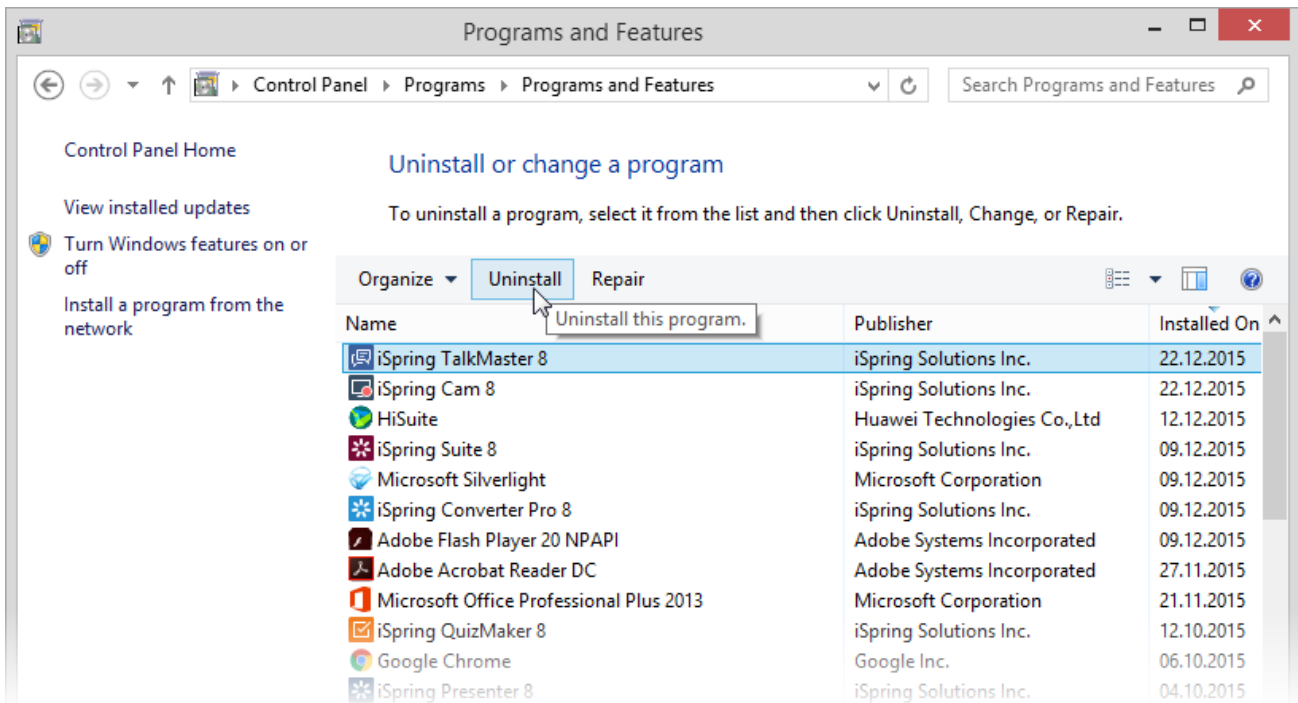 Programs and Features
Control Panel Programs Programs and Features
Search Programs and Features
Control Panel Home
View installed updates
Turn Windows features on or
off
Install a program from the
network
Uninstall or change a program
To uninstall a program, select it from the list and then click Uninstall, Change, or Repair.
Organize Uninstall Repair
Uninstall this program.
Name Publisher Installed On
iSpring TalkMaster 8 iSpring Solutions Inc. 22.12.2015
iSpring Cam 8 iSpring Solutions Inc. 22.12.2015
HiSuite Huawei Technologies Co.,Ltd 12.12.2015
iSpring Suite 8 iSpring Solutions Inc. 09.12.2015
Microsoft Silverlight Microsoft Corporation 09.12.2015
iSpring Converter Pro 8 iSpring Solutions Inc. 09.12.2015
Adobe Flash Player 20 NPAPI Adobe Systems Incorporated 09.12.2015
Adobe Acrobat Reader DC Adobe Systems Incorporated 27.11.2015
Microsoft Office Professional Plus 2013 Microsoft Corporation 21.11.2015
iSpring QuizMaker 8 iSpring Solutions Inc. 12.10.2015
Google Chrome Google Inc. 06.10.2015
iSpring Presenter 8 iSpring Solutions Inc. 04.10.2015